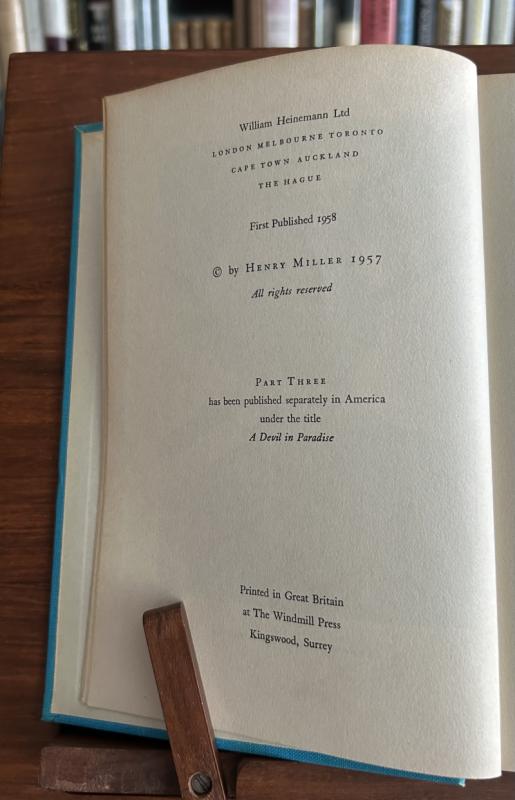 William Heinemann Ltd
LONDON MELBOURNE TORONTO
CAPE TOWN AUCKLAND
THE HAGUE
First Published 1958
© by HENRY MILLER 1957
All rights reserved
PART THREE
has been published separately in America
under the title
A Devil in Paradise
Printed in Great Britain
at The Windmill Press
Kingswood, Surrey